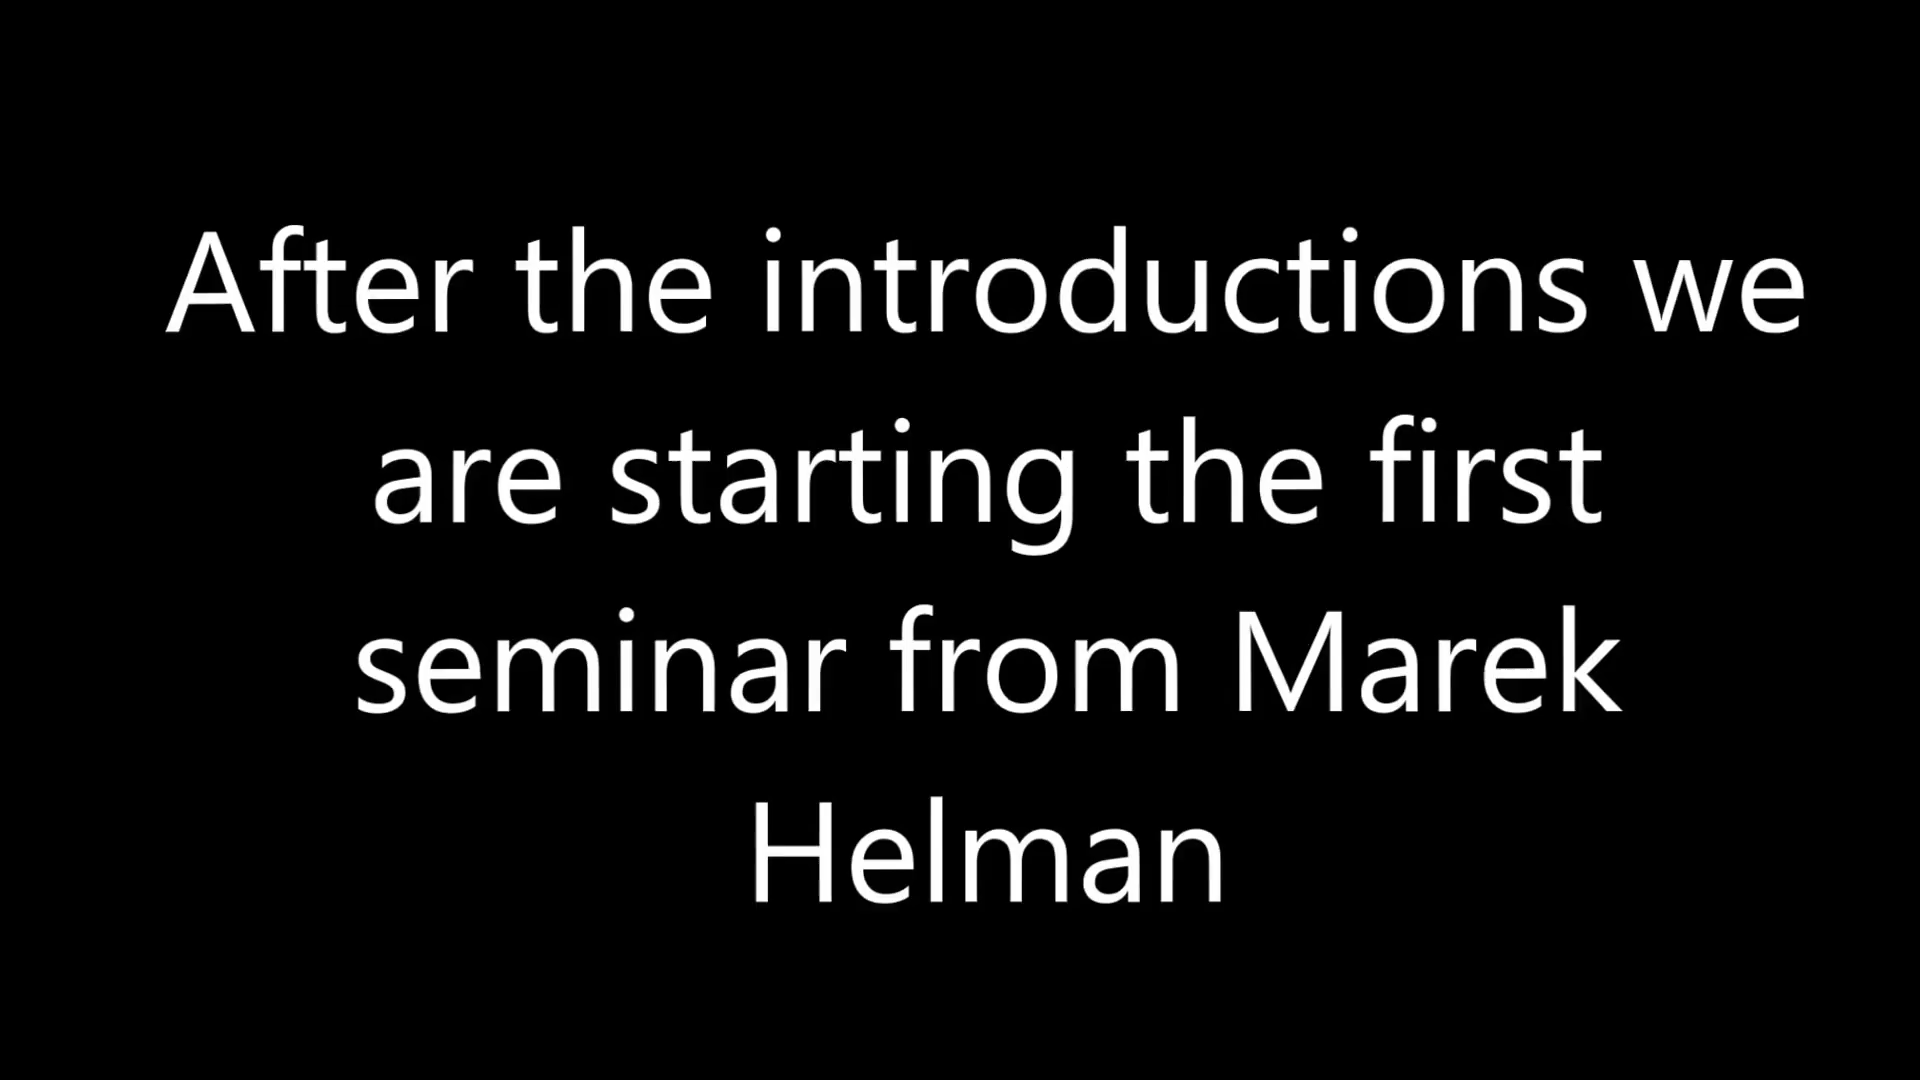 After the introductions we
are starting the first
seminar from Marek
Helman